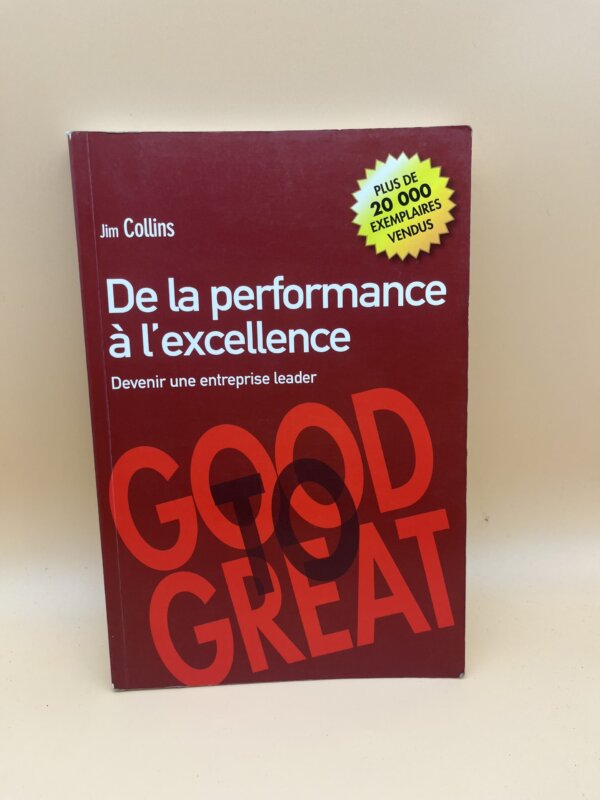 Jim Collins
PLUS DE
20 000
EXEMPLAIRES
VENDUS
De la performance
à l'excellence
Devenir une entreprise leader
GOOD
TO
GREAT